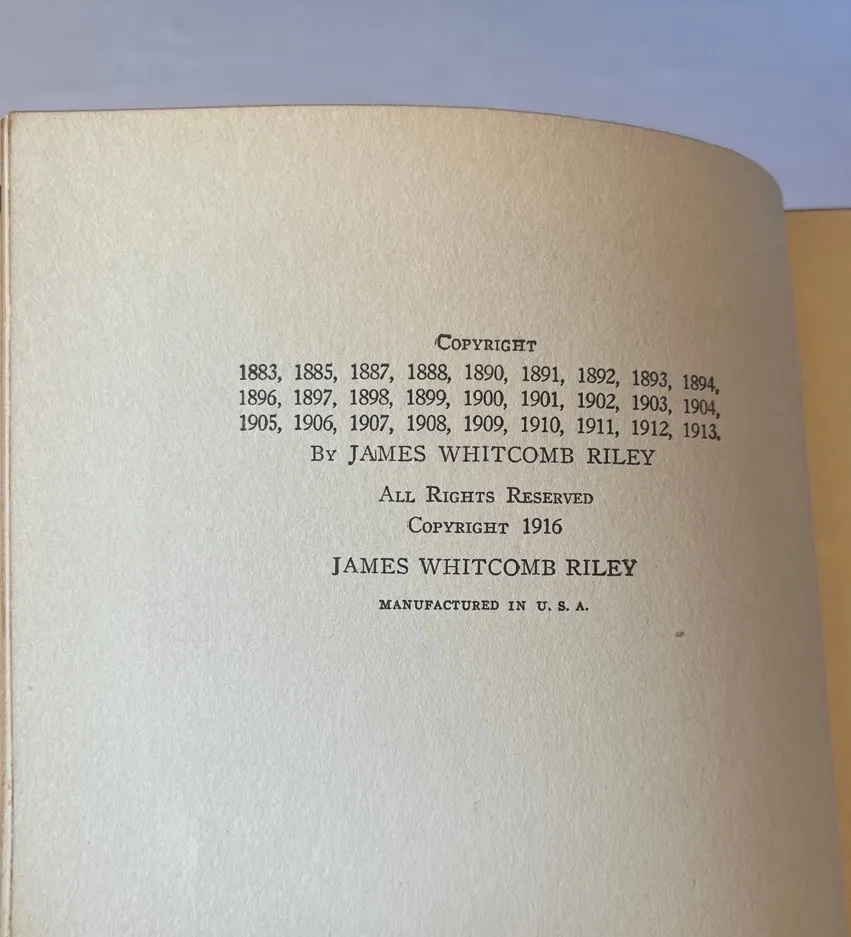 COPYRIGHT
1883, 1885, 1887, 1888, 1890, 1891, 1892, 1893, 1894,
1896, 1897, 1898, 1899, 1900, 1901, 1902, 1903, 1904,
1905, 1906, 1907, 1908, 1909, 1910, 1911, 1912, 1913.
BY JAMES WHITCOMB RILEY
ALL RIGHTS RESERVED
COPYRIGHT 1916
JAMES WHITCOMB RILEY
MANUFACTURED IN U. S. A.